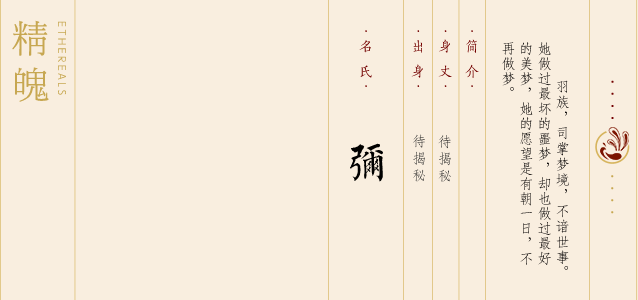 羽族，司掌梦境，不谙世事。
她做过最坏的噩梦，却也做过最好
的美梦，她的愿望是有朝一日，不
再做梦。
·简介·
·身丈·
待揭秘
·出身·
待揭秘
·名氏·
彌
精魄
ETHEREALS